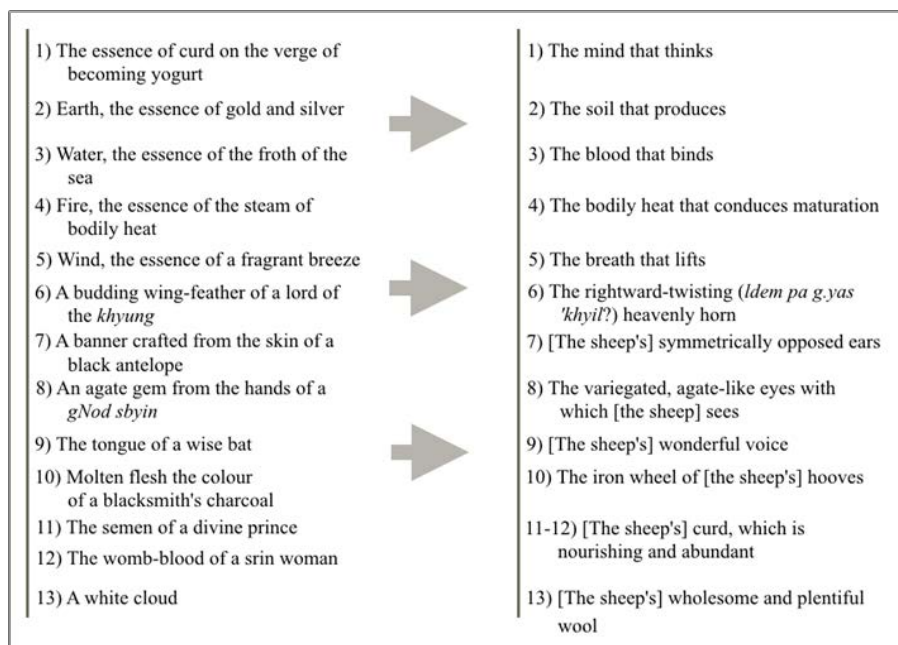 1) The essence of curd on the verge of
becoming yogurt
2) Earth, the essence of gold and silver
3) Water, the essence of the froth of the
sea
4) Fire, the essence of the steam of
bodily heat
5) Wind, the essence of a fragrant breeze
6) A budding wing-feather of a lord of
the khyung
7) A banner crafted from the skin of a
black antelope
8) An agate gem from the hands of a
gNod sbyin
9) The tongue of a wise bat
10) Molten flesh the colour
of a blacksmith's charcoal
11) The semen of a divine prince
12) The womb-blood of a srin woman
13) A white cloud
1) The mind that thinks
2) The soil that produces
3) The blood that binds
4) The bodily heat that conduces maturation
5) The breath that lifts
6) The rightward-twisting (ldem pa g.yas
'khyil?) heavenly horn
7) [The sheep's] symmetrically opposed ears
8) The variegated, agate-like eyes with
which [the sheep] sees
9) [The sheep's] wonderful voice
10) The iron wheel of [the sheep's] hooves
11-12) [The sheep's] curd, which is
nourishing and abundant
13) [The sheep's] wholesome and plentiful
wool